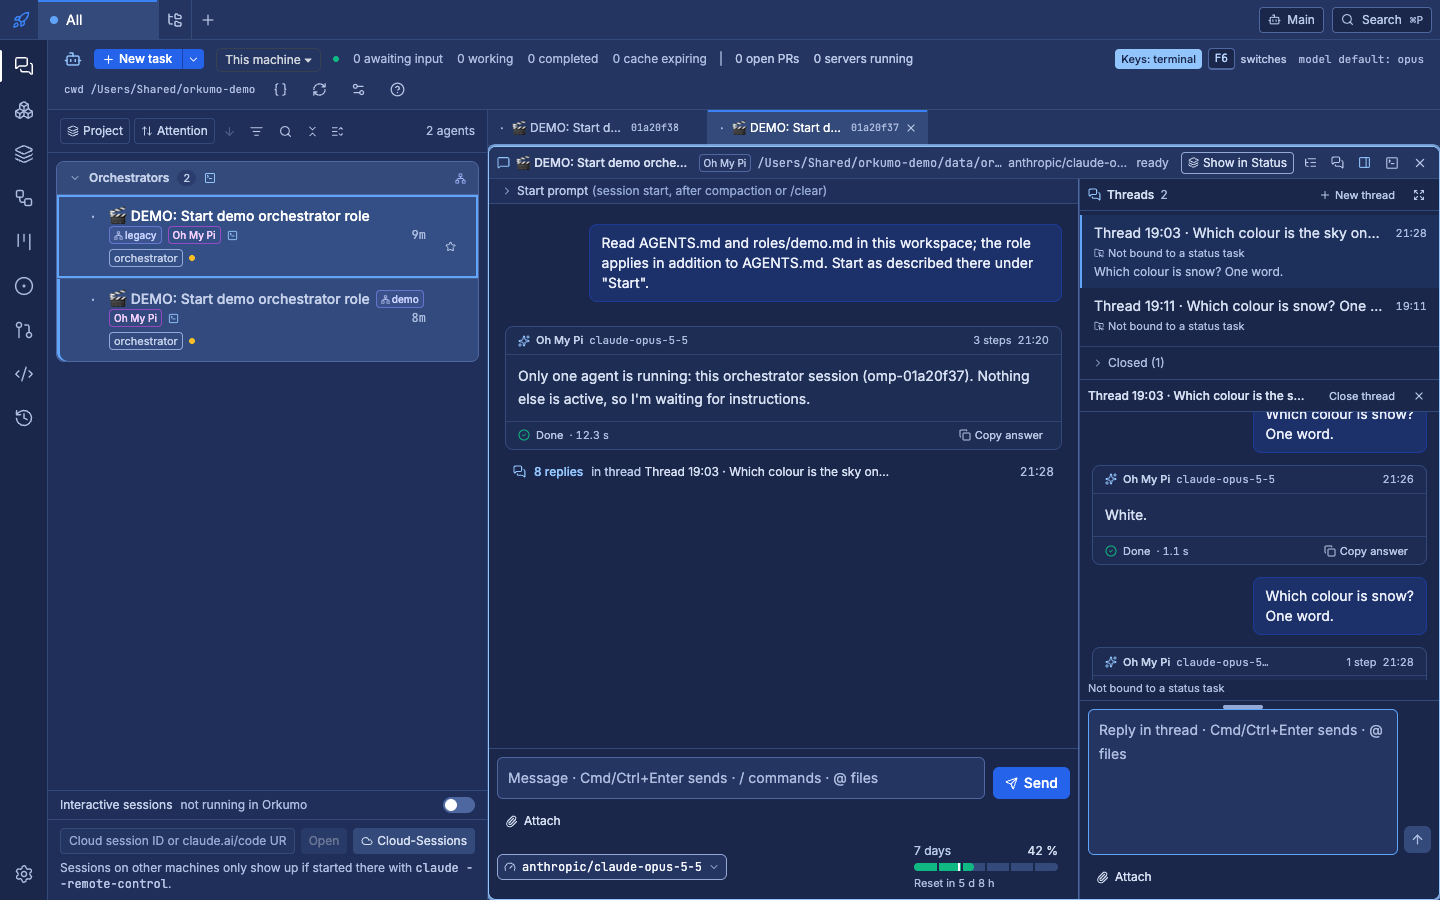 All
Main
Search ⌘P
New task
This machine
0 awaiting input
0 working
0 completed
0 cache expiring
0 open PRs
0 servers running
Keys: terminal
F6
switches
model default: opus
cwd /Users/Shared/orkumo-demo
Project
Attention
2 agents
Orchestrators 2
DEMO: Start demo orchestrator role
legacy
Oh My Pi
9m
orchestrator
DEMO: Start demo orchestrator role
demo
Oh My Pi
8m
orchestrator
Interactive sessions not running in Orkumo
Cloud session ID or claude.ai/code UR
Open
Cloud-Sessions
Sessions on other machines only show up if started there with claude -
-remote-control.
DEMO: Start d... 01a20f38
DEMO: Start d... 01a20f37
DEMO: Start demo orche...
Oh My Pi
/Users/Shared/orkumo-demo/data/or...
anthropic/claude-o...
ready
Show in Status
Start prompt (session start, after compaction or /clear)
Read AGENTS.md and roles/demo.md in this workspace; the role
applies in addition to AGENTS.md. Start as described there under
"Start".
Oh My Pi claude-opus-5-5
3 steps 21:20
Only one agent is running: this orchestrator session (omp-01a20f37). Nothing
else is active, so I'm waiting for instructions.
Done · 12.3 s
Copy answer
8 replies in thread Thread 19:03 · Which colour is the sky on...
21:28
Message · Cmd/Ctrl+Enter sends · / commands · @ files
Send
Attach
anthropic/claude-opus-5-5
7 days
42 %
Reset in 5 d 8 h
Threads 2
New thread
Thread 19:03 · Which colour is the sky on... 21:28
Not bound to a status task
Which colour is snow? One word.
Thread 19:11 · Which colour is snow? One ... 19:11
Not bound to a status task
Closed (1)
Thread 19:03 · Which colour is the s...
Close thread
Which colour is snow?
One word.
Oh My Pi claude-opus-5-5
21:26
White.
Done · 1.1 s
Copy answer
Which colour is snow?
One word.
Oh My Pi claude-opus-5...
1 step 21:28
Not bound to a status task
Reply in thread · Cmd/Ctrl+Enter sends · @
files
Attach